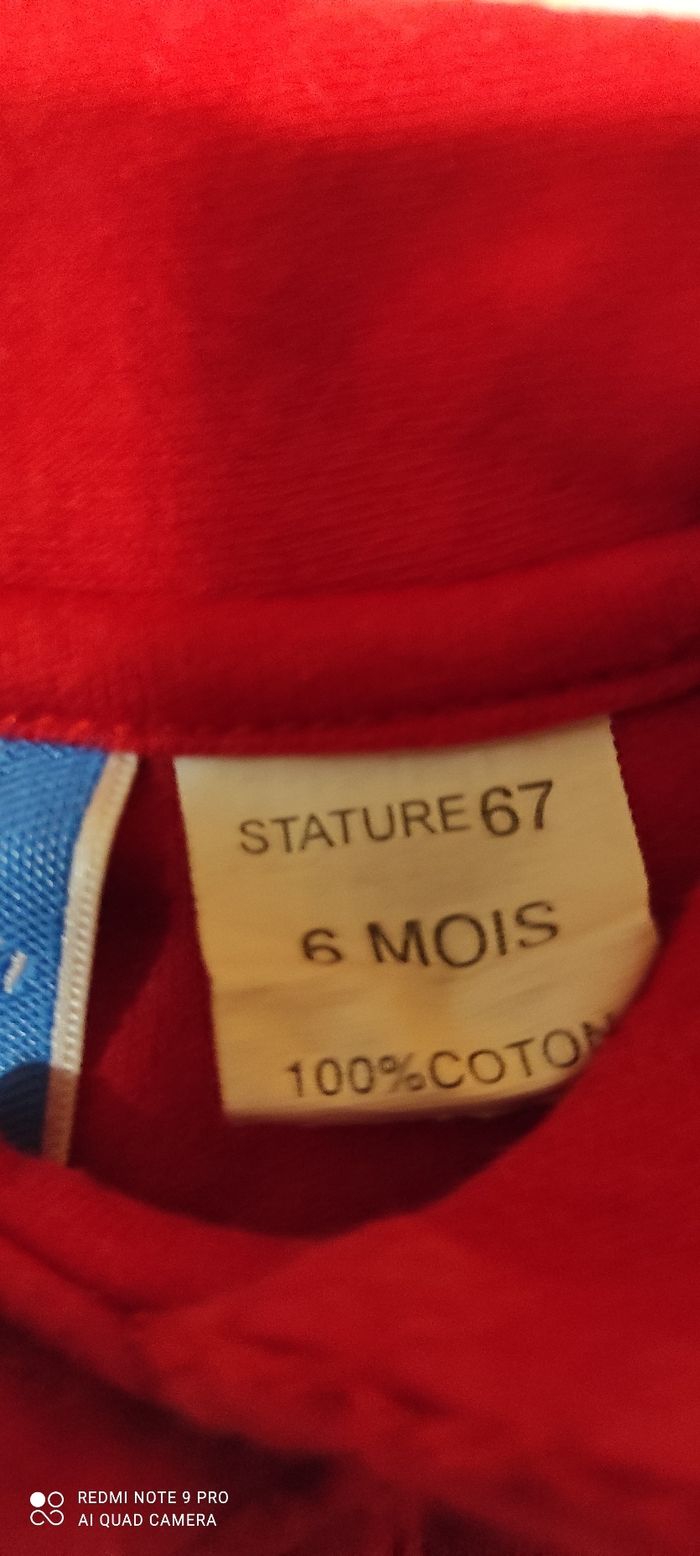 STATURE 67
6 MOIS
100%COTON
REDMI NOTE 9 PRO
AI QUAD CAMERA